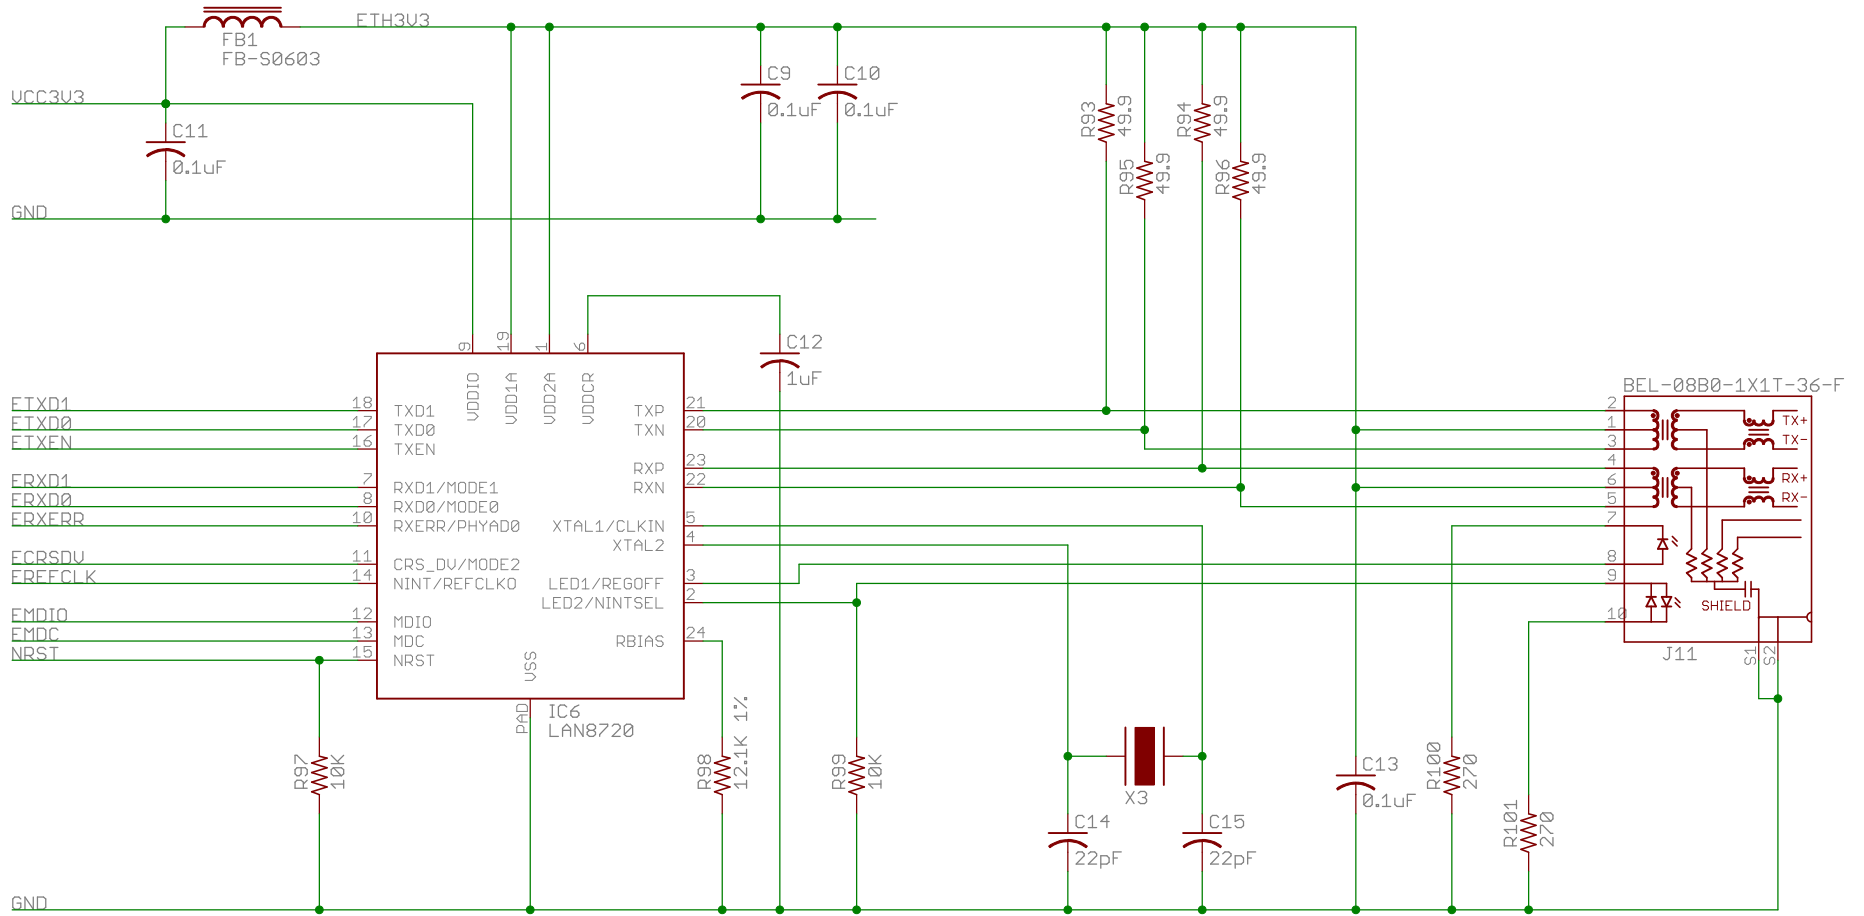 ETH3V3
FB1
FB-S0603
VCC3V3
C11
0.1uF
GND
C9
0.1uF
C10
0.1uF
R93
49.9
R95
49.9
R94
49.9
R96
49.9
C12
1uF
9
19
1
6
VDDIO
VDD1A
VDD2A
VDDCR
ETXD1
18
TXD1
ETXD0
17
TXD0
ETXEN
16
TXEN
ERXD1
7
RXD1/MODE1
ERXD0
8
RXD0/MODE0
ERXERR
10
RXERR/PHYAD0
ECRSDV
11
CRS_DV/MODE2
EREFCLK
14
NINT/REFCLKO
EMDIO
12
MDIO
EMDC
13
MDC
NRST
15
NRST
TXP
21
TXN
20
RXP
23
RXN
22
XTAL1/CLKIN
5
XTAL2
4
LED1/REGOFF
3
LED2/NINTSEL
2
RBIAS
24
VSS
PAD
IC6
LAN8720
R97
10K
R98
12.1K 1%
R99
10K
X3
C14
22pF
C15
22pF
C13
0.1uF
R100
270
R101
270
BEL-08B0-1X1T-36-F
2
1
3
4
6
5
7
8
9
10
TX+
TX-
RX+
RX-
SHIELD
J11
S1
S2
GND